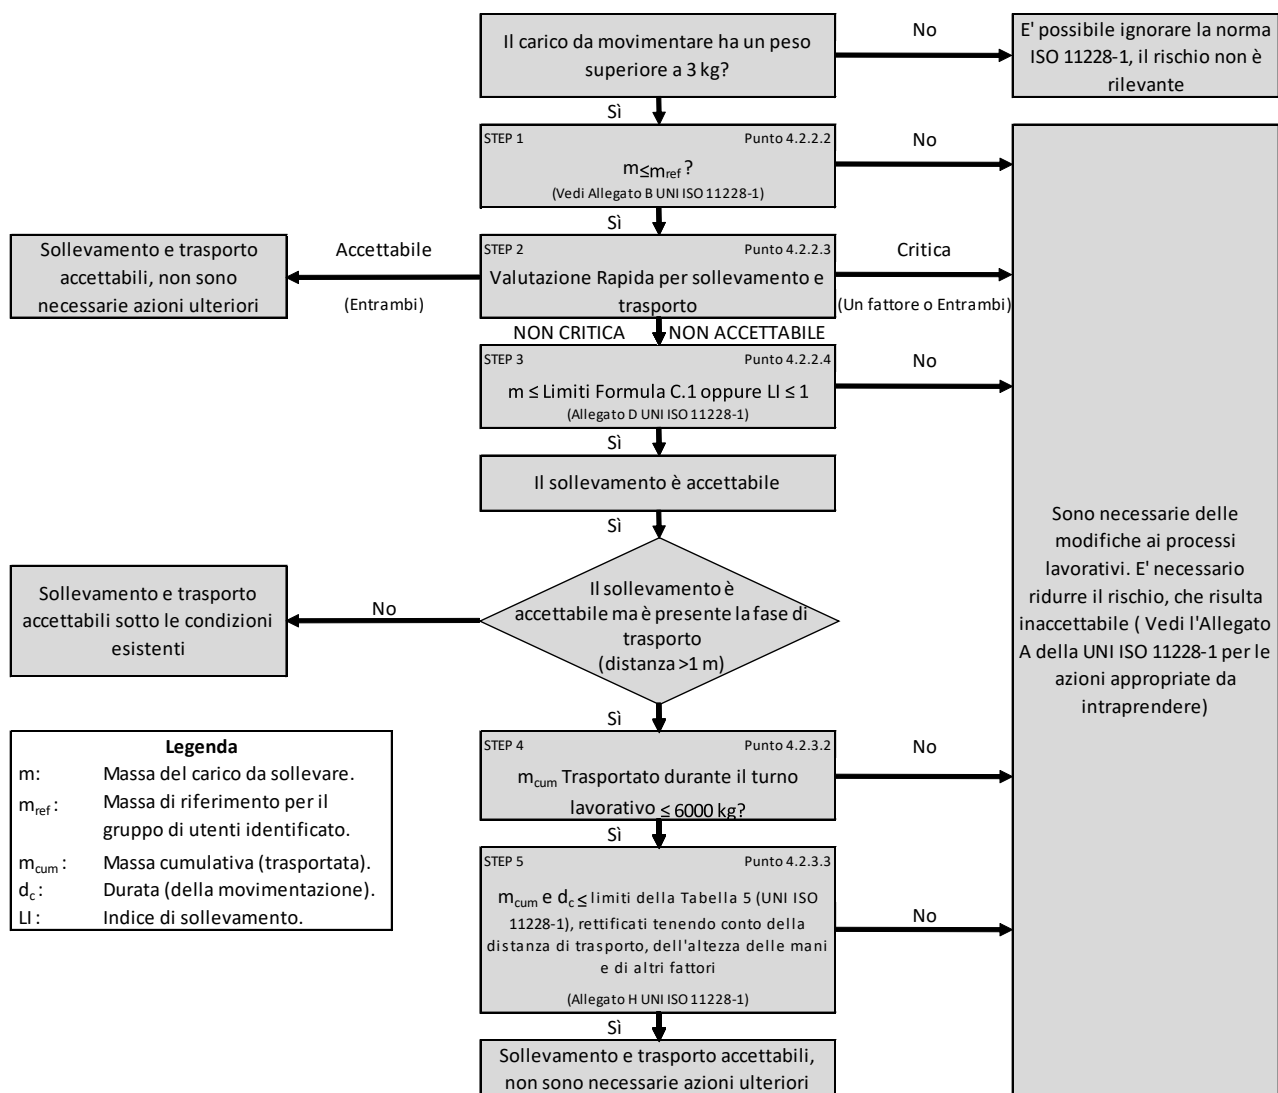 Il carico da movimentare ha un peso
superiore a 3 kg?
No
E' possibile ignorare la norma
ISO 11228-1, il rischio non è
rilevante
Sì
STEP 1
Punto 4.2.2.2
m≤mref ?
(Vedi Allegato B UNI ISO 11228-1)
No
Sì
Sollevamento e trasporto
accettabili, non sono
necessarie azioni ulteriori
Accettabile
(Entrambi)
STEP 2
Punto 4.2.2.3
Valutazione Rapida per sollevamento e
trasporto
Critica
(Un fattore o Entrambi)
NON CRITICA
NON ACCETTABILE
STEP 3
Punto 4.2.2.4
m ≤ Limiti Formula C.1 oppure LI ≤ 1
(Allegato D UNI ISO 11228-1)
No
Sì
Il sollevamento è accettabile
Sì
Sono necessarie delle
modifiche ai processi
lavorativi. E' necessario
ridurre il rischio, che risulta
inaccettabile ( Vedi l'Allegato
A della UNI ISO 11228-1 per le
azioni appropriate da
intraprendere)
Sollevamento e trasporto
accettabili sotto le condizioni
esistenti
No
Il sollevamento è
accettabile ma è presente la fase di
trasporto
(distanza >1 m)
Sì
STEP 4
Punto 4.2.3.2
mcum Trasportato durante il turno
lavorativo ≤ 6000 kg?
No
Sì
Legenda
m: Massa del carico da sollevare.
mref : Massa di riferimento per il
gruppo di utenti identificato.
mcum : Massa cumulativa (trasportata).
dc : Durata (della movimentazione).
LI : Indice di sollevamento.
STEP 5
Punto 4.2.3.3
mcum e dc ≤ limiti della Tabella 5 (UNI ISO
11228-1), rettificati tenendo conto della
distanza di trasporto, dell'altezza delle mani
e di altri fattori
(Allegato H UNI ISO 11228-1)
No
Sì
Sollevamento e trasporto accettabili,
non sono necessarie azioni ulteriori